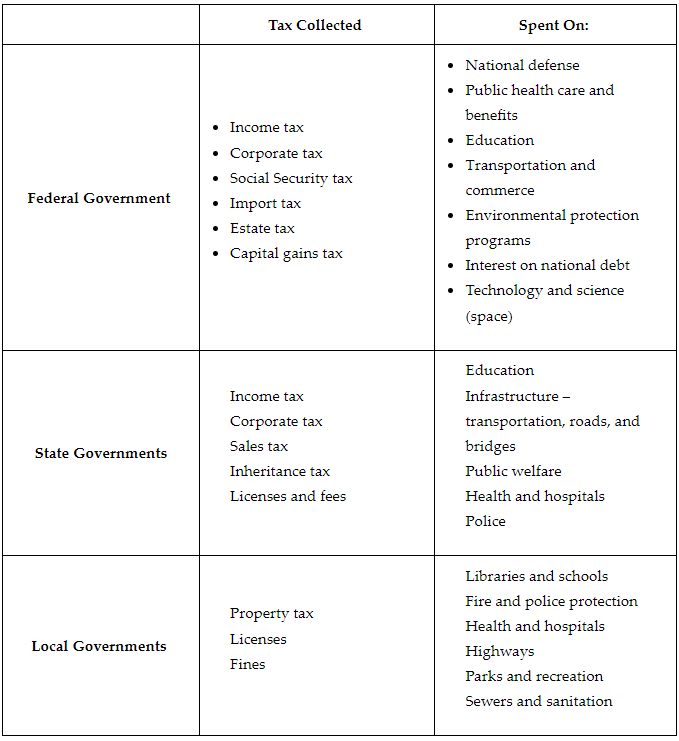 Tax Collected
Spent On:
Federal Government
Income tax
Corporate tax
Social Security tax
Import tax
Estate tax
Capital gains tax
National defense
Public health care and
benefits
Education
Transportation and
commerce
Environmental protection
programs
Interest on national debt
Technology and science
(space)
State Governments
Income tax
Corporate tax
Sales tax
Inheritance tax
Licenses and fees
Education
Infrastructure –
transportation, roads, and
bridges
Public welfare
Health and hospitals
Police
Local Governments
Property tax
Licenses
Fines
Libraries and schools
Fire and police protection
Health and hospitals
Highways
Parks and recreation
Sewers and sanitation